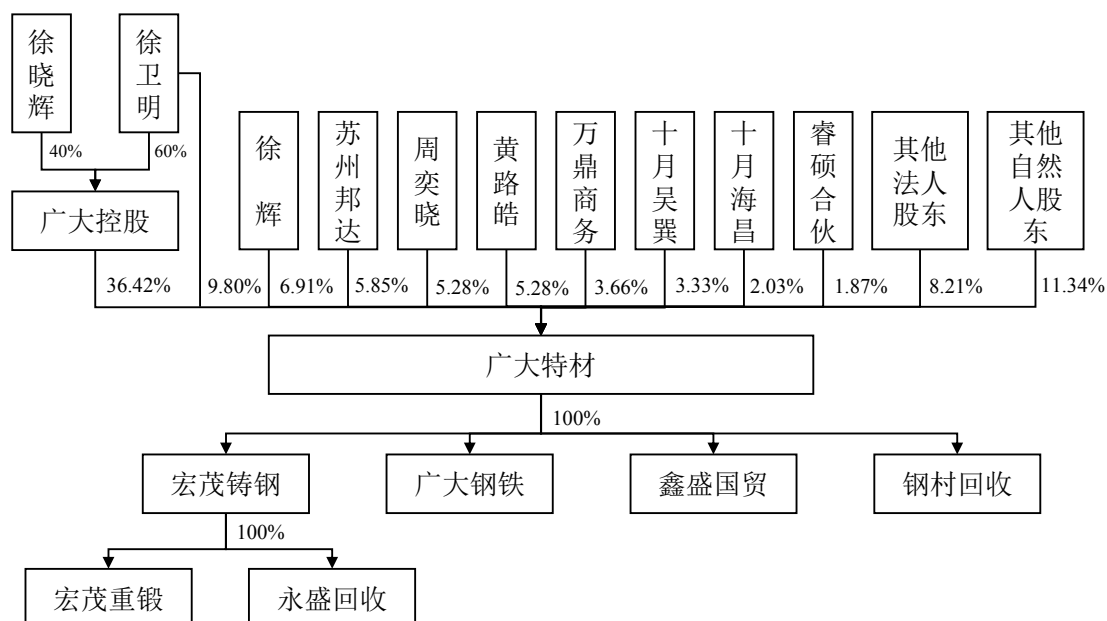 徐晓辉
徐卫明
徐辉
苏州邦达
周奕晓
黄路皓
万鼎商务
十月吴巽
十月海昌
睿硕合伙
其他
法人
股东
其他
自然
人股
东
40%
60%
广大控股
36.42%
9.80%
6.91%
5.85%
5.28%
5.28%
3.66%
3.33%
2.03%
1.87%
8.21%
11.34%
广大特材
100%
宏茂铸钢
广大钢铁
鑫盛国贸
钢村回收
100%
宏茂重锻
永盛回收